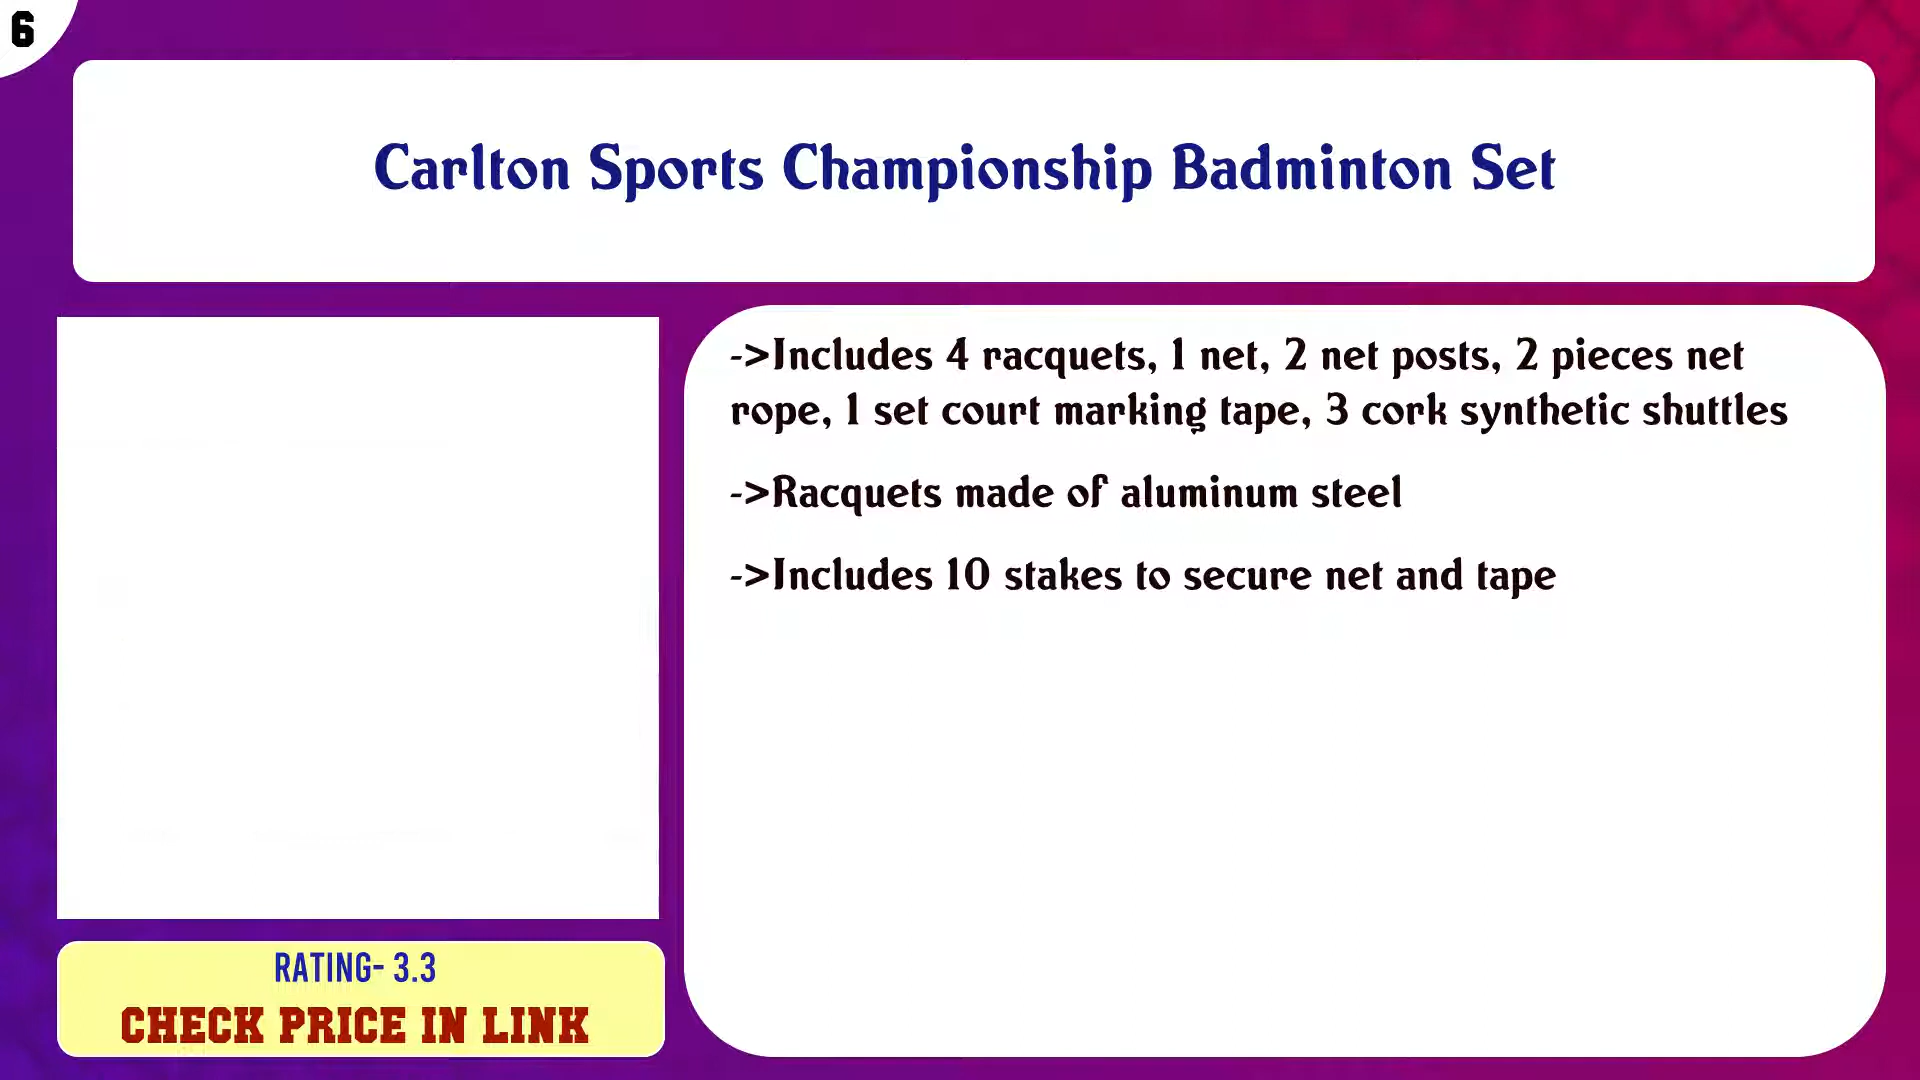 6
Carlton Sports Championship Badminton Set
->Includes 4 racquets, 1 net, 2 net posts, 2 pieces net
rope, 1 set court marking tape, 3 cork synthetic shuttles
->Racquets made of aluminum steel
->Includes 10 stakes to secure net and tape
RATING- 3.3
CHECK PRICE IN LINK